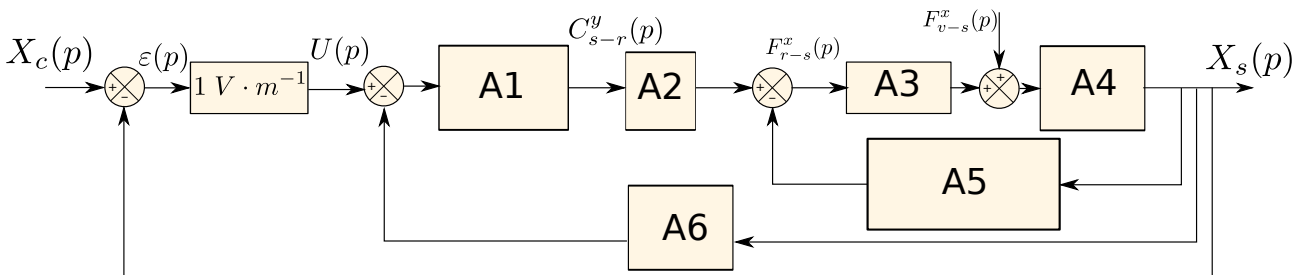 X_c(p)
ε(p)
1 V · m⁻¹
U(p)
A1
C^y_{s−r}(p)
A2
F^x_{r−s}(p)
A3
F^x_{v−s}(p)
A4
X_s(p)
A5
A6
+
−
+
−
+
−
+
+